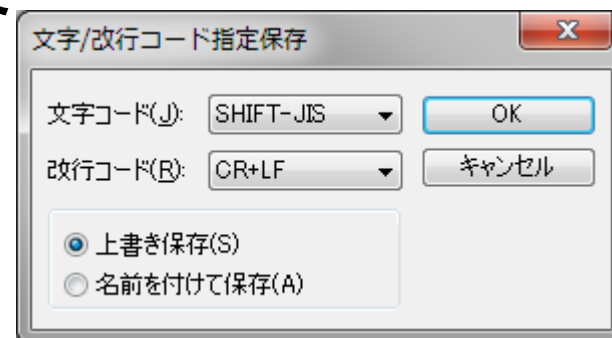 文字/改行コード指定保存
文字コード(J): SHIFT-JIS OK
改行コード(R): CR+LF キャンセル
上書き保存(S)
名前を付けて保存(A)